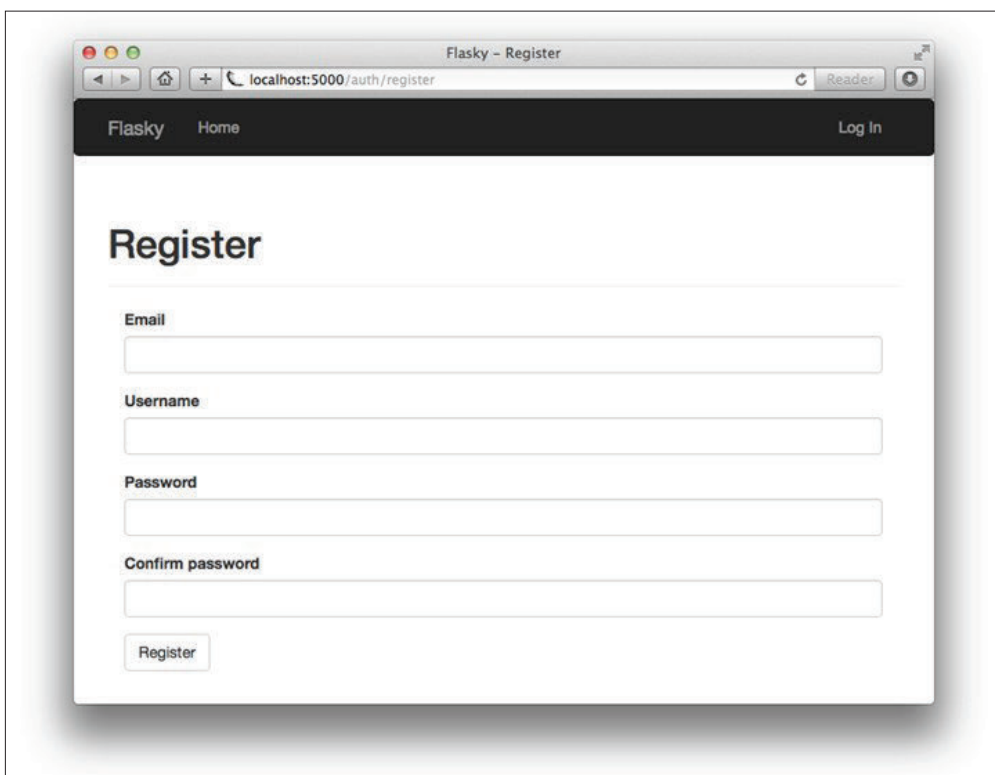 Flasky – Register
localhost:5000/auth/register
Reader
Flasky Home Log In
Register
Email
Username
Password
Confirm password
Register